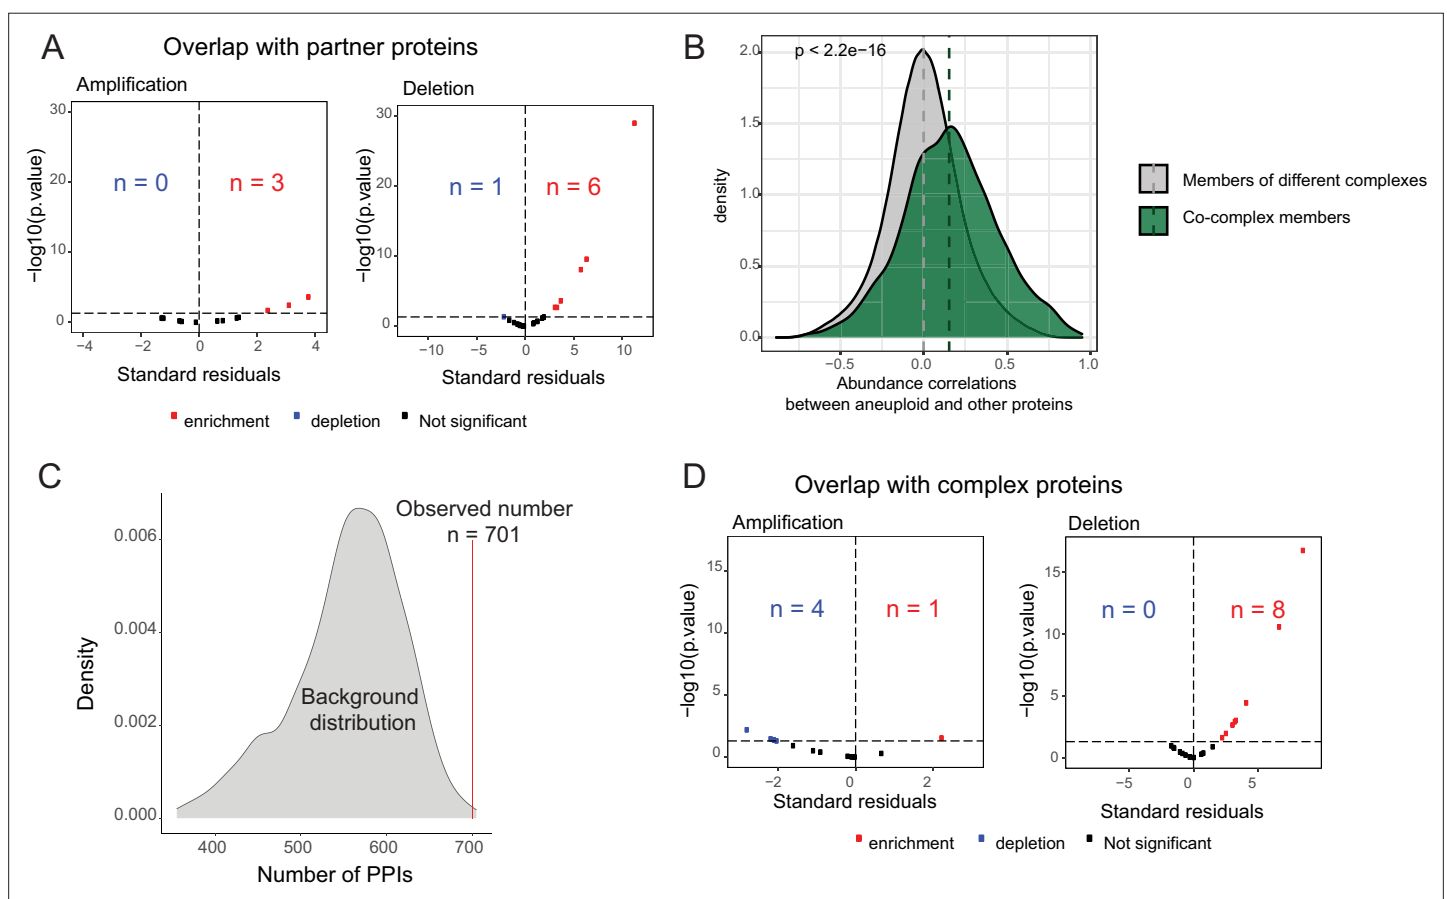 A
Overlap with partner proteins
Amplification
−log10(p.value)
30
20
10
0
n = 0
n = 3
−4
−2
0
2
4
Standard residuals
Deletion
−log10(p.value)
30
20
10
0
n = 1
n = 6
−10
−5
0
5
10
Standard residuals
enrichment
depletion
Not significant
B
p < 2.2e−16
density
2.0
1.5
1.0
0.5
0.0
−0.5
0.0
0.5
1.0
Abundance correlations
between aneuploid and other proteins
Members of different complexes
Co-complex members
C
Observed number
n = 701
Density
0.006
0.004
0.002
0.000
Background
distribution
400
500
600
700
Number of PPIs
D
Overlap with complex proteins
Amplification
−log10(p.value)
15
10
5
0
n = 4
n = 1
−2
0
2
Standard residuals
Deletion
−log10(p.value)
15
10
5
0
n = 0
n = 8
−5
0
5
Standard residuals
enrichment
depletion
Not significant